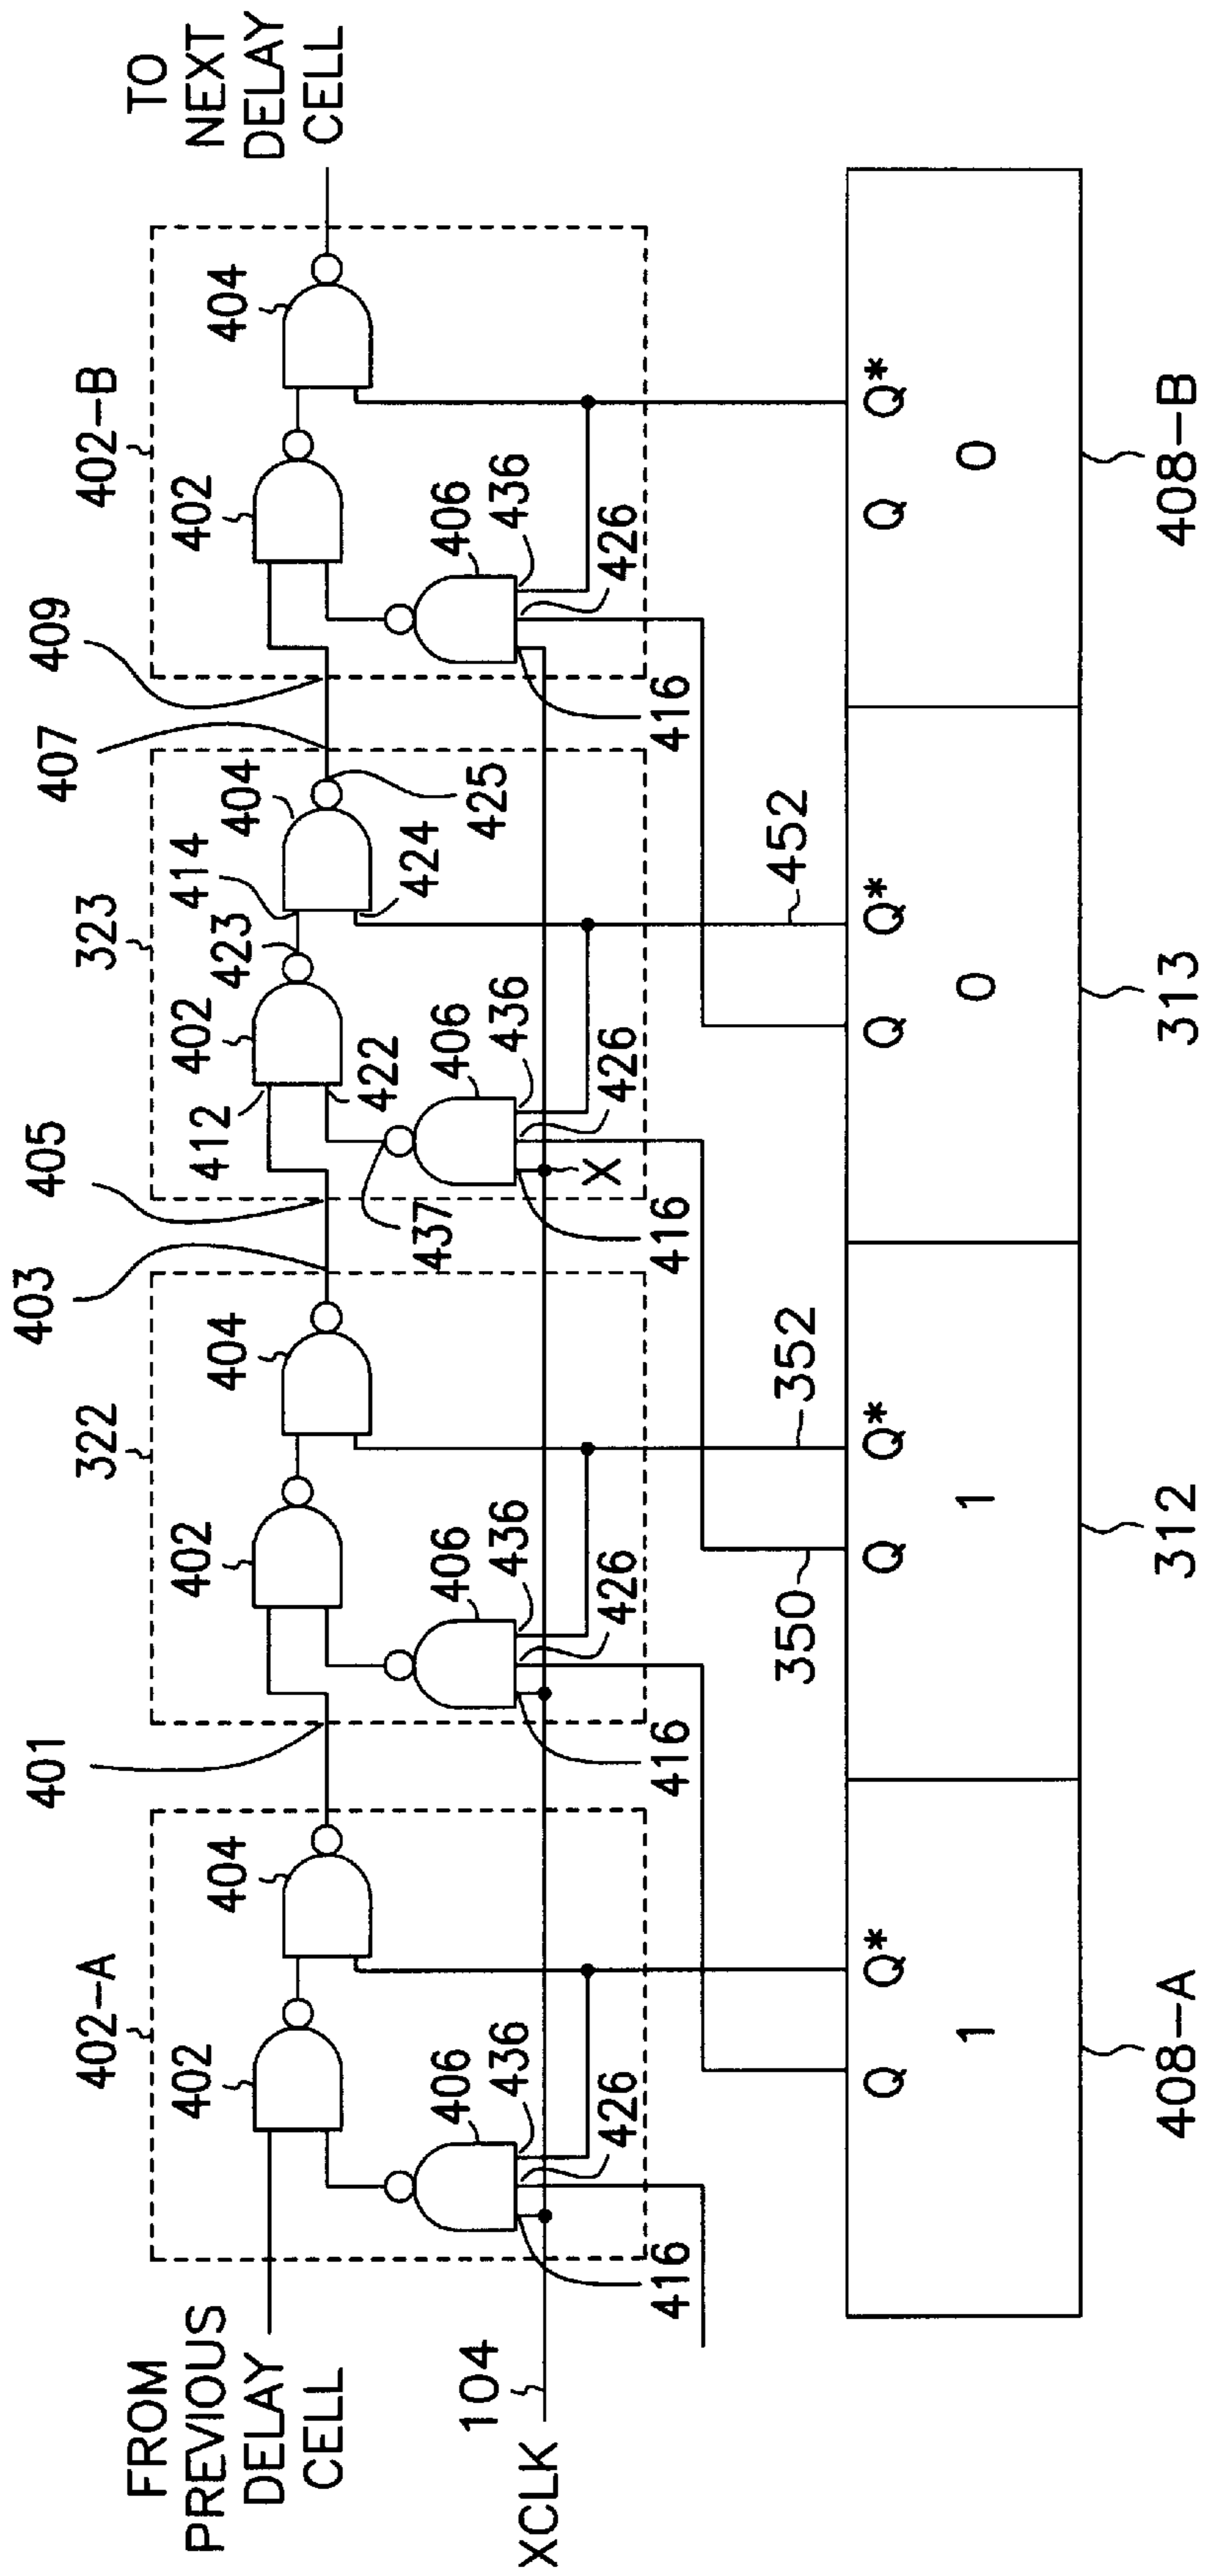 TO
NEXT
DELAY
CELL
402-A
322
323
402-B
401
403
405
407
409
402
404
402
404
412
402
423
414
404
402
404
422
424
425
437
406
436
426
416
406
436
426
416
406
436
426
416
406
436
426
416
X
FROM
PREVIOUS
DELAY
CELL
104
XCLK
350
352
452
Q Q*
Q Q*
Q Q*
Q Q*
1
1
0
0
408-A
312
313
408-B